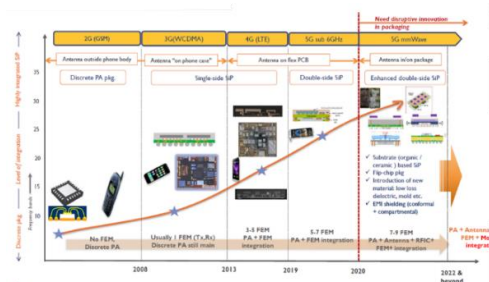 Need disruptive innovation
in packaging
2G (GSM)
3G(WCDMA)
4G (LTE)
5G sub 6GHz
5G mmWave
Antenna outside phone body
Antenna "on phone case"
Antenna on flex PCB
Antenna in/on package
Discrete PA pkg.
Single-side SiP
Double-side SiP
Enhanced double-side SiP
Highly integrated SiP
Level of integration
Discrete pkg
Frequency bands
35
30
25
20
10
Substrate (organic /
ceramic ) based SiP
Flip-chip pkg
Introduction of new
material: low loss
dielectric, mold etc.
EMI shielding (conformal
+ compartmental)
No FEM,
Discrete PA
Usually 1 FEM (Tx,Rx)
Discrete PA still main
3-5 FEM
PA + FEM
integration
5-7 FEM
PA + FEM integration
7-9 FEM
PA + Antenna + RFIC+
FEM+ integration
PA + Antenna
FEM +
integration
2008
2013
2019
2020
2022 &
beyond